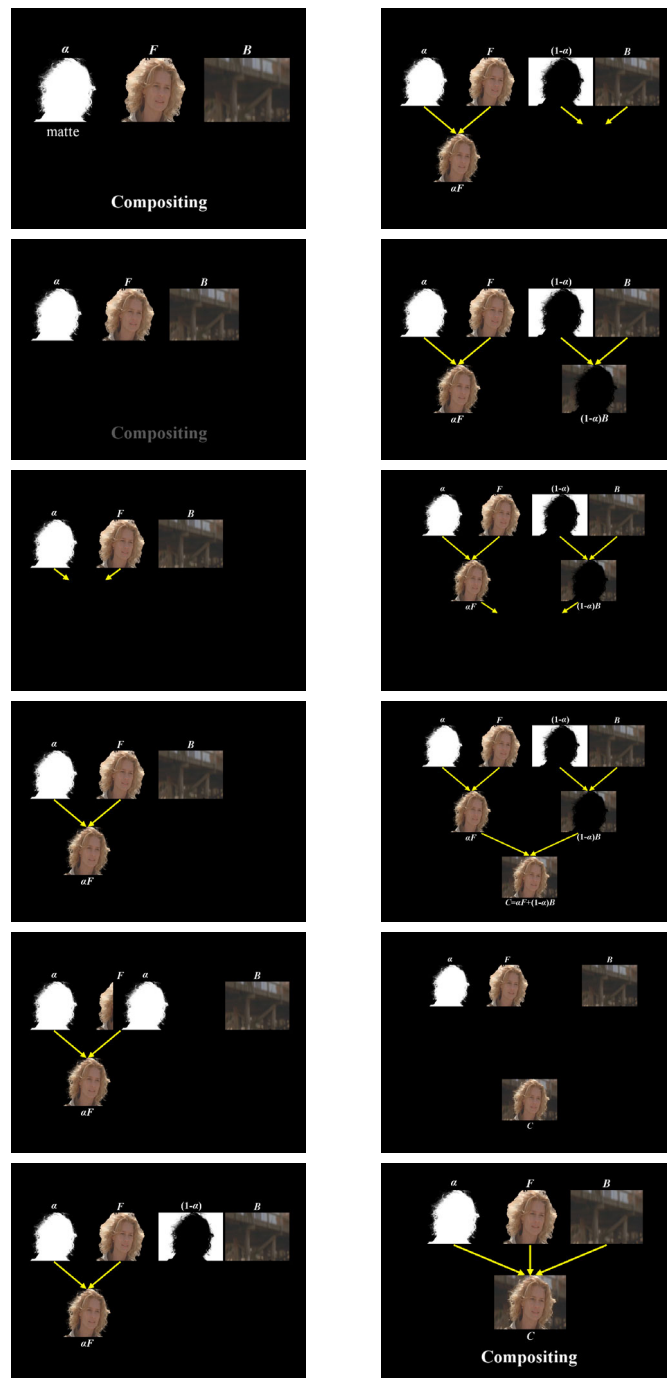 α F B
matte
Compositing
α F B
Compositing
α F B
α F B
αF
α F α B
αF
α F (1-α) B
αF
α F (1-α) B
αF
α F (1-α) B
αF (1-α)B
α F (1-α) B
αF (1-α)B
α F (1-α) B
αF (1-α)B
C=αF+(1-α)B
α F B
C
α F B
C
Compositing